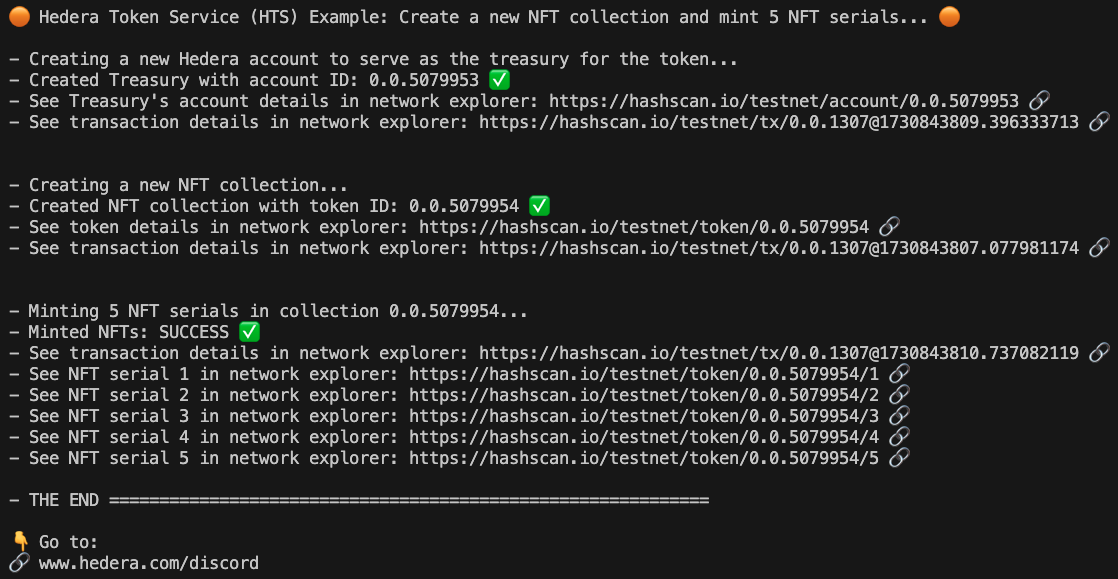 🟠 Hedera Token Service (HTS) Example: Create a new NFT collection and mint 5 NFT serials... 🟠
- Creating a new Hedera account to serve as the treasury for the token...
- Created Treasury with account ID: 0.0.5079953 ✅
- See Treasury's account details in network explorer: https://hashscan.io/testnet/account/0.0.5079953 🔗
- See transaction details in network explorer: https://hashscan.io/testnet/tx/0.0.1307@1730843809.396333713 🔗
- Creating a new NFT collection...
- Created NFT collection with token ID: 0.0.5079954 ✅
- See token details in network explorer: https://hashscan.io/testnet/token/0.0.5079954 🔗
- See transaction details in network explorer: https://hashscan.io/testnet/tx/0.0.1307@1730843807.077981174 🔗
- Minting 5 NFT serials in collection 0.0.5079954...
- Minted NFTs: SUCCESS ✅
- See transaction details in network explorer: https://hashscan.io/testnet/tx/0.0.1307@1730843810.737082119 🔗
- See NFT serial 1 in network explorer: https://hashscan.io/testnet/token/0.0.5079954/1 🔗
- See NFT serial 2 in network explorer: https://hashscan.io/testnet/token/0.0.5079954/2 🔗
- See NFT serial 3 in network explorer: https://hashscan.io/testnet/token/0.0.5079954/3 🔗
- See NFT serial 4 in network explorer: https://hashscan.io/testnet/token/0.0.5079954/4 🔗
- See NFT serial 5 in network explorer: https://hashscan.io/testnet/token/0.0.5079954/5 🔗
- THE END ============================================================
👇 Go to:
🔗 www.hedera.com/discord